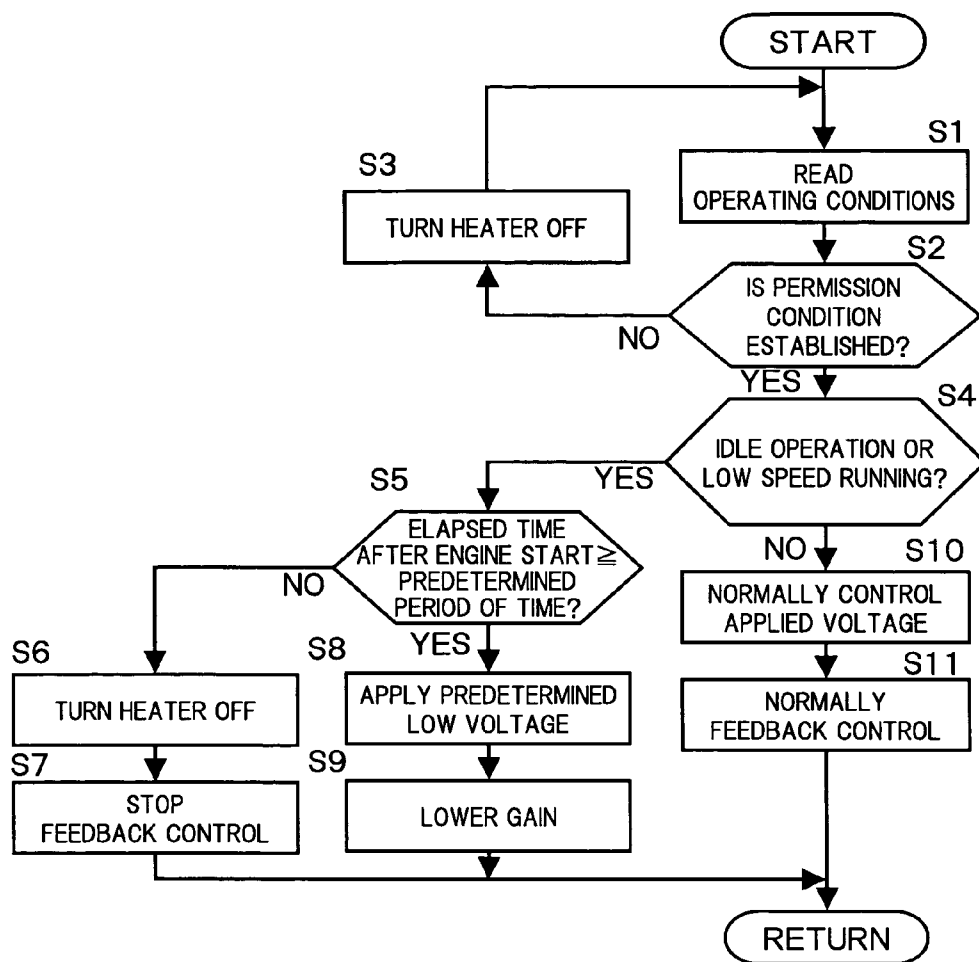 START
S1
READ
OPERATING CONDITIONS
S3
TURN HEATER OFF
S2
IS PERMISSION
CONDITION
ESTABLISHED?
NO
YES
S4
IDLE OPERATION OR
LOW SPEED RUNNING?
YES
NO
S5
ELAPSED TIME
AFTER ENGINE START≧
PREDETERMINED
PERIOD OF TIME?
NO
YES
S6
TURN HEATER OFF
S7
STOP
FEEDBACK CONTROL
S8
APPLY PREDETERMINED
LOW VOLTAGE
S9
LOWER GAIN
S10
NORMALLY CONTROL
APPLIED VOLTAGE
S11
NORMALLY
FEEDBACK CONTROL
RETURN